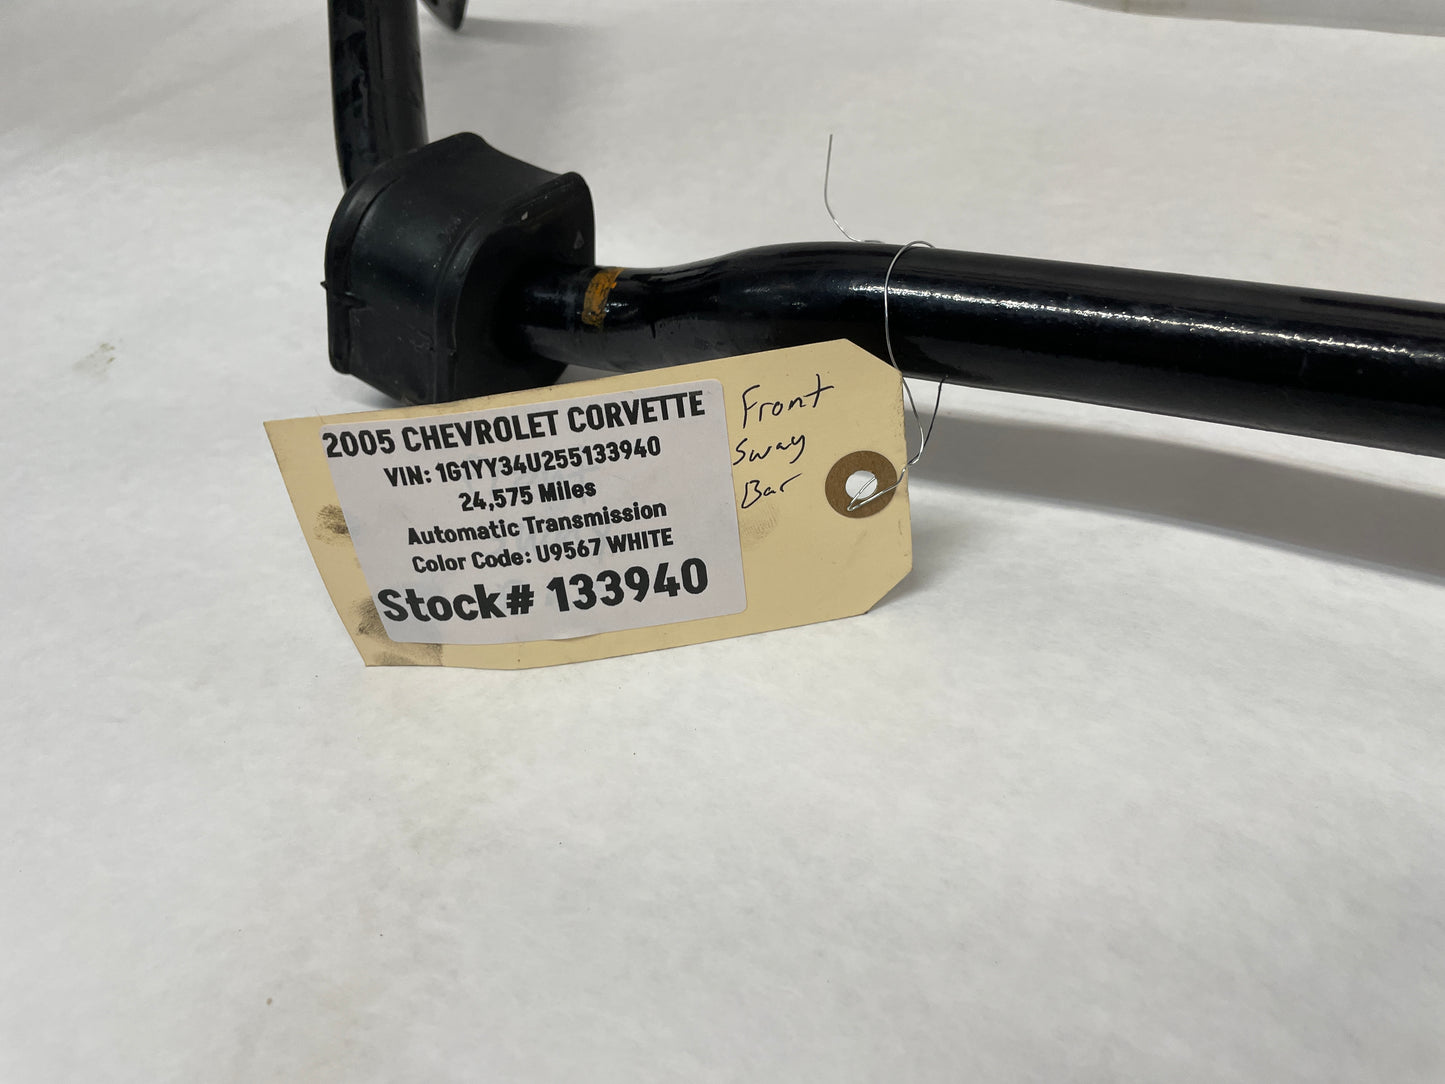 2005 CHEVROLET CORVETTE
VIN: 1G1YY34U255133940
24,575 Miles
Automatic Transmission
Color Code: U9567 WHITE
Stock# 133940
Front
Sway
Bar